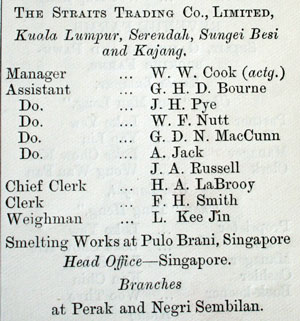 THE STRAITS TRADING CO., LIMITED,
Kuala Lumpur, Serendah, Sungei Besi
and Kajang.
Manager ... W. W. Cook (actg.)
Assistant ... G. H. D. Bourne
Do. ... J. H. Pye
Do. ... W. F. Nutt
Do. ... G. D. N. MacCunn
Do. ... A. Jack
J. A. Russell
Chief Clerk ... H. A. LaBrooy
Clerk ... F. H. Smith
Weighman ... L. Kee Jin
Smelting Works at Pulo Brani, Singapore
Head Office—Singapore.
Branches
at Perak and Negri Sembilan.